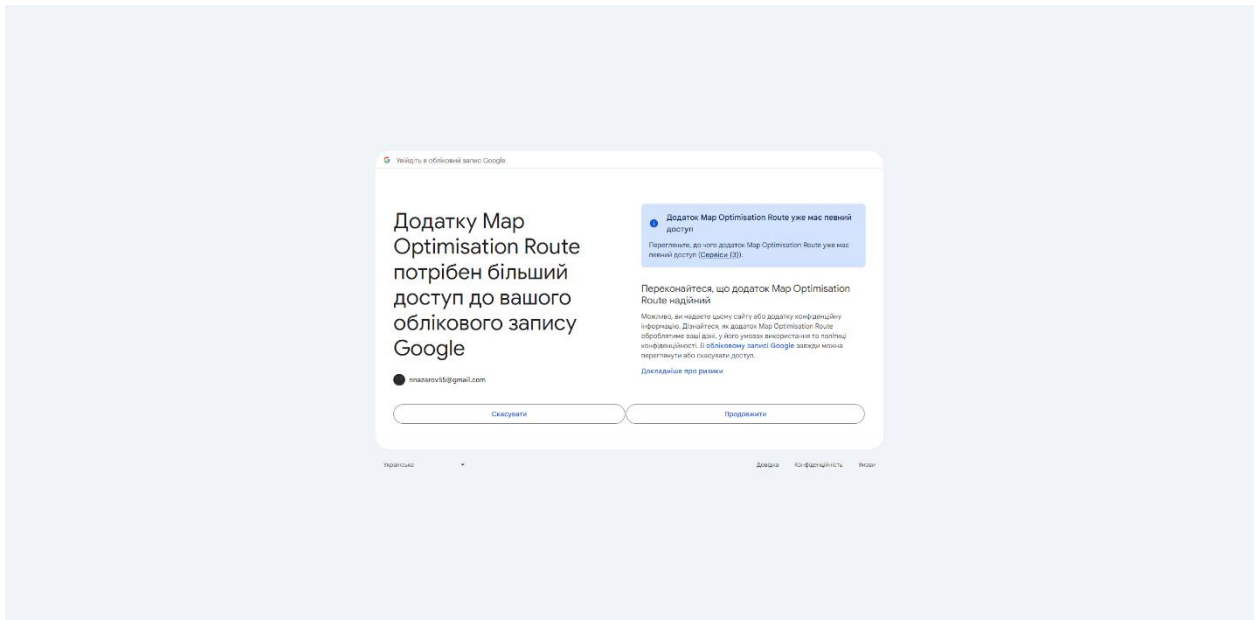 Увійдіть в обліковий запис Google
Додатку Map
Optimisation Route
потрібен більший
доступ до вашого
облікового запису
Google
nnazarov55@gmail.com
Додаток Map Optimisation Route уже має певний
доступ
Перегляньте, до чого додаток Map Optimisation Route уже має
певний доступ (Сервіси (3)).
Переконайтеся, що додаток Map Optimisation
Route надійний
Можливо, ви надаєте цьому сайту або додатку конфіденційну
інформацію. Дізнайтеся, як додаток Map Optimisation Route
оброблятиме ваші дані, у його умовах використання та політиці
конфіденційності. В обліковому записі Google завжди можна
переглянути або скасувати доступ.
Докладніше про ризики
Скасувати
Продовжити
Українська
Довідка
Конфіденційність
Умови